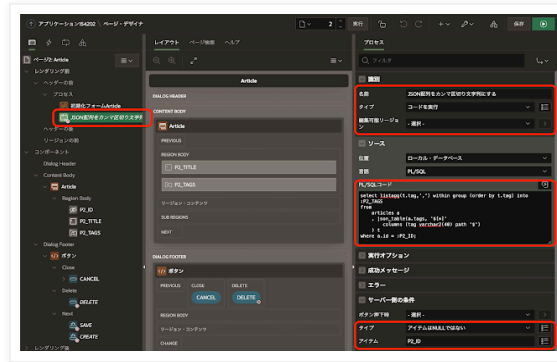 アプリケーション154202 \ ページ・デザイナ
2
実行
保存
レイアウト
ページ検索
ヘルプ
プロセス
ページ2: Article
レンダリング前
ヘッダーの前
プロセス
初期化フォームArticle
JSON配列をカンマ区切り文字列
ヘッダーの後
リージョンの前
コンポーネント
Dialog Header
Content Body
Article
Region Body
P2_ID
P2_TITLE
P2_TAGS
Dialog Footer
ボタン
Close
CANCEL
Delete
DELETE
Next
SAVE
CREATE
レンダリング後
Article
DIALOG HEADER
CONTENT BODY
Article
PREVIOUS
REGION BODY
P2_TITLE
P2_TAGS
リージョン・コンテンツ
SUB REGIONS
NEXT
DIALOG FOOTER
ボタン
PREVIOUS
CLOSE
DELETE
CANCEL
DELETE
REGION BODY
リージョン・コンテンツ
CHANGE
フィルタ
識別
名前
JSON配列をカンマ区切り文字列にする
タイプ
コードを実行
編集可能リージョン
- 選択 -
ソース
位置
ローカル・データベース
言語
PL/SQL
PL/SQLコード
select listagg(t.tag,',') within group (order by t.tag) into
:P2_TAGS
from
articles a
, json_table(a.tags, '$[*]'
columns (tag varchar2(40) path '$')
) t
where a.id = :P2_ID;
実行オプション
成功メッセージ
エラー
サーバー側の条件
ボタン押下時
- 選択 -
タイプ
アイテムはNULLではない
アイテム
P2_ID